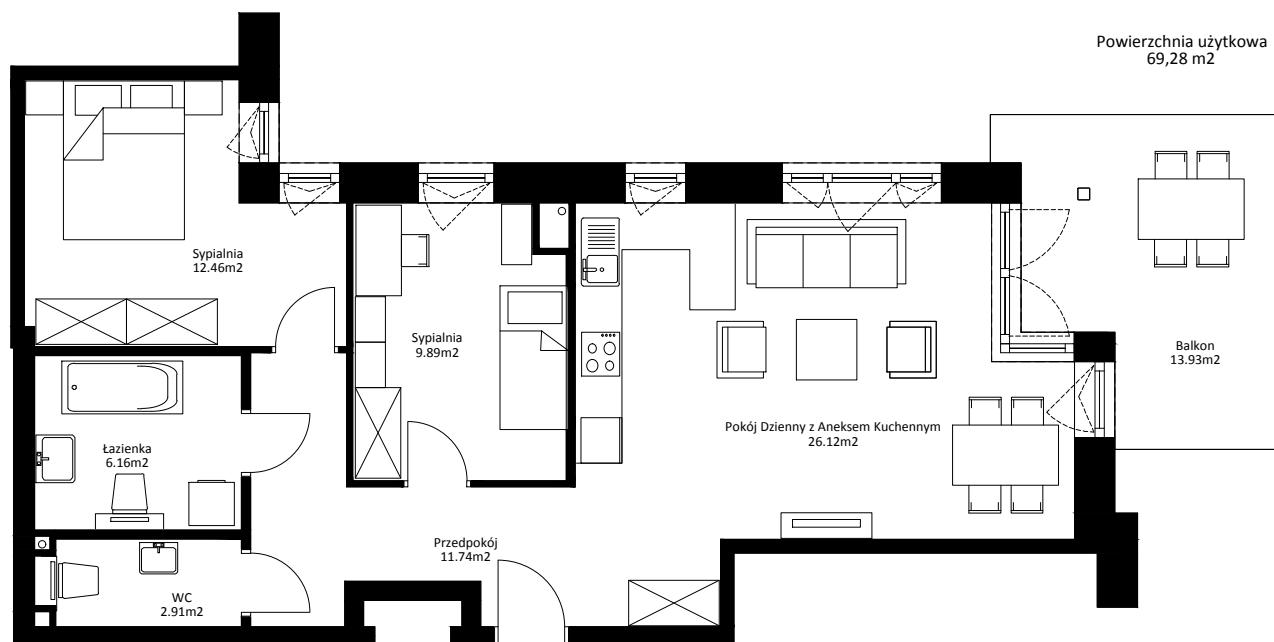 Powierzchnia użytkowa
69,28 m2
Sypialnia
12.46m2
Sypialnia
9.89m2
Balkon
13.93m2
Pokój Dzienny z Aneksem Kuchennym
26.12m2
Łazienka
6.16m2
Przedpokój
11.74m2
WC
2.91m2